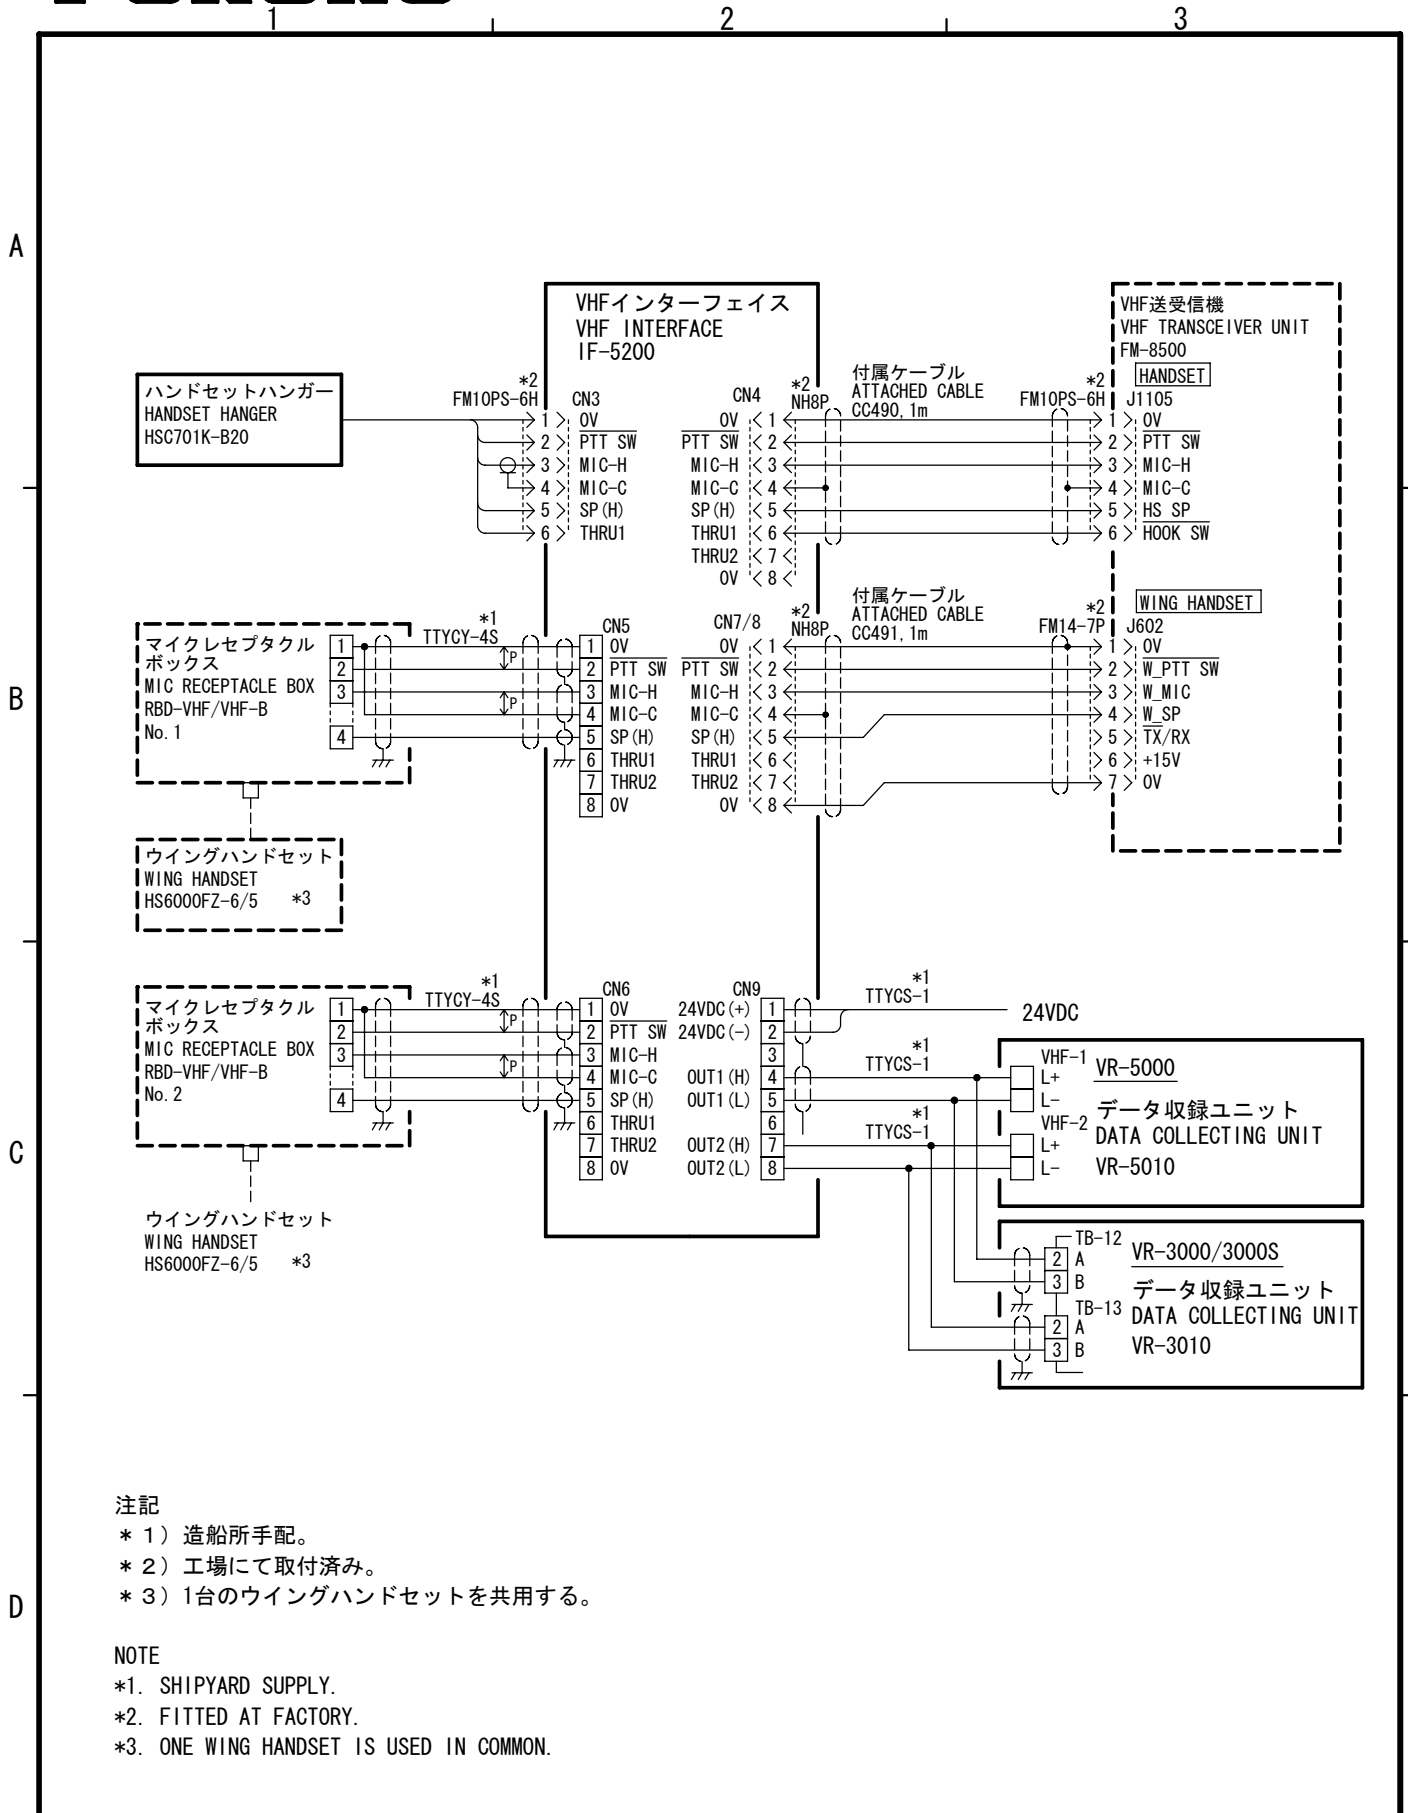 1
2
3
A
B
C
D
VHFインターフェイス
VHF INTERFACE
IF-5200
VHF送受信機
VHF TRANSCEIVER UNIT
FM-8500
HANDSET
ハンドセットハンガー
HANDSET HANGER
HSC701K-B20
*2
FM10PS-6H
CN3
1 0V
2 PTT SW
3 MIC-H
4 MIC-C
5 SP(H)
6 THRU1
CN4
*2
NH8P
0V 1
PTT SW 2
MIC-H 3
MIC-C 4
SP(H) 5
THRU1 6
THRU2 7
0V 8
付属ケーブル
ATTACHED CABLE
CC490, 1m
*2
FM10PS-6H
J1105
1 0V
2 PTT SW
3 MIC-H
4 MIC-C
5 HS SP
6 HOOK SW
マイクレセプタクル
ボックス
MIC RECEPTACLE BOX
RBD-VHF/VHF-B
No.1
1
2
3
4
*1
TTYCY-4S
P
P
CN5
1 0V
2 PTT SW
3 MIC-H
4 MIC-C
5 SP(H)
6 THRU1
7 THRU2
8 0V
CN7/8
*2
NH8P
0V 1
PTT SW 2
MIC-H 3
MIC-C 4
SP(H) 5
THRU1 6
THRU2 7
0V 8
付属ケーブル
ATTACHED CABLE
CC491, 1m
WING HANDSET
*2
FM14-7P
J602
1 0V
2 W_PTT SW
3 W_MIC
4 W_SP
5 TX/RX
6 +15V
7 0V
ウイングハンドセット
WING HANDSET
HS6000FZ-6/5 *3
マイクレセプタクル
ボックス
MIC RECEPTACLE BOX
RBD-VHF/VHF-B
No.2
1
2
3
4
*1
TTYCY-4S
P
P
CN6
1 0V
2 PTT SW
3 MIC-H
4 MIC-C
5 SP(H)
6 THRU1
7 THRU2
8 0V
CN9
24VDC(+) 1
24VDC(-) 2
3
OUT1(H) 4
OUT1(L) 5
6
OUT2(H) 7
OUT2(L) 8
*1
TTYCS-1
24VDC
*1
TTYCS-1
*1
TTYCS-1
VHF-1
L+
L-
VHF-2
L+
L-
VR-5000
データ収録ユニット
DATA COLLECTING UNIT
VR-5010
ウイングハンドセット
WING HANDSET
HS6000FZ-6/5 *3
TB-12
2 A
3 B
TB-13
2 A
3 B
VR-3000/3000S
データ収録ユニット
DATA COLLECTING UNIT
VR-3010
注記
＊１）造船所手配。
＊２）工場にて取付済み。
＊３）1台のウイングハンドセットを共用する。
NOTE
*1. SHIPYARD SUPPLY.
*2. FITTED AT FACTORY.
*3. ONE WING HANDSET IS USED IN COMMON.